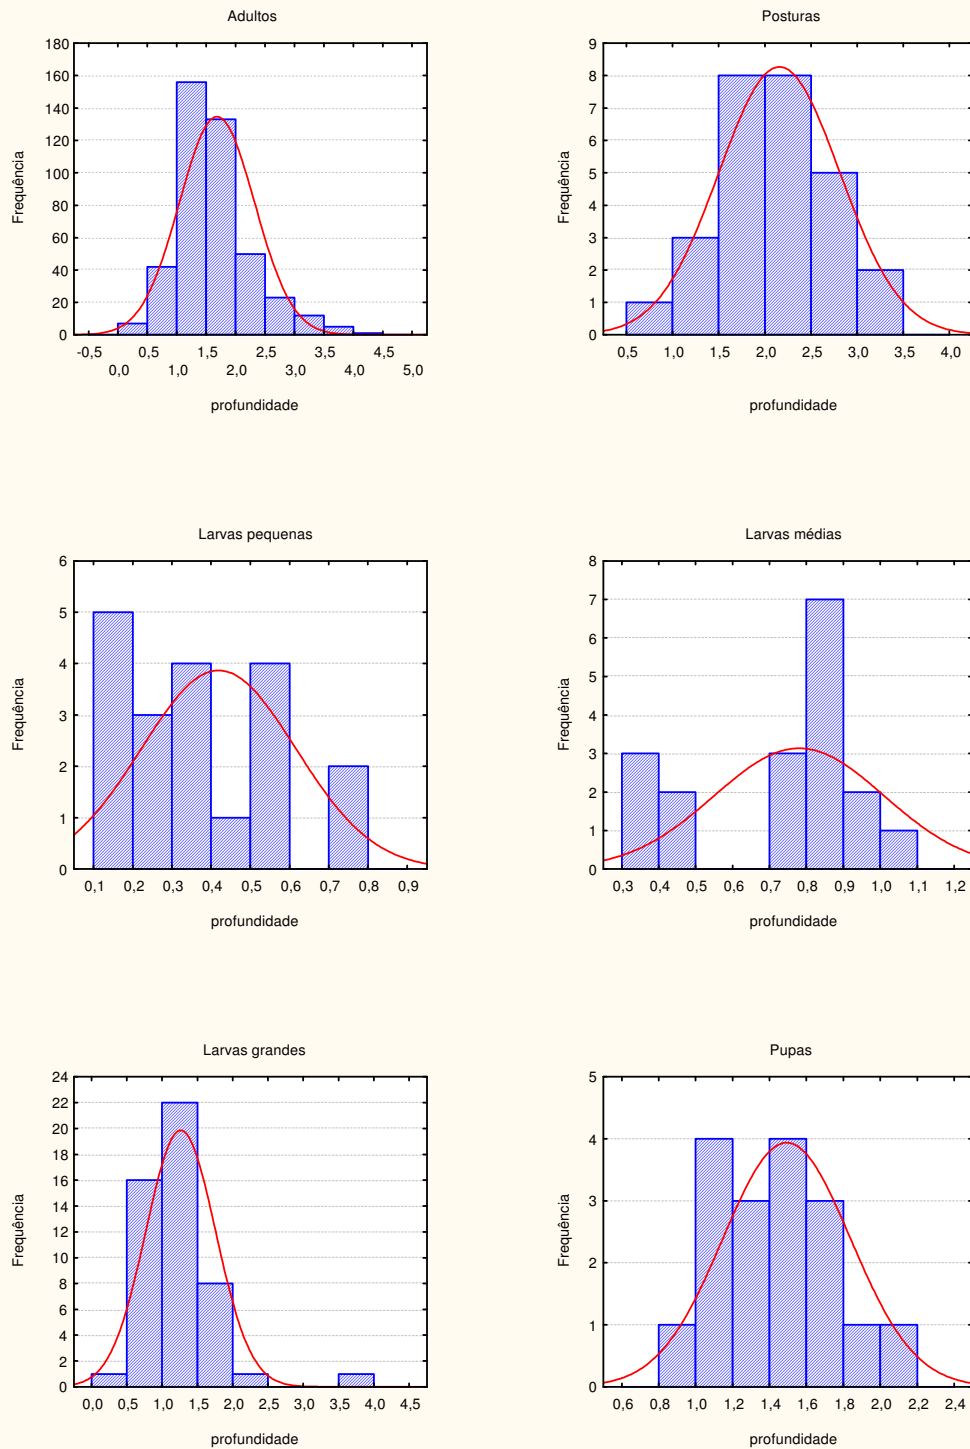 Adultos
180
160
140
120
100
80
60
40
20
0
Frequência
-0,5 0,5 1,5 2,5 3,5 4,5
0,0 1,0 2,0 3,0 4,0 5,0
profundidade
Posturas
9
8
7
6
5
4
3
2
1
0
Frequência
0,5 1,0 1,5 2,0 2,5 3,0 3,5 4,0
profundidade
Larvas pequenas
6
5
4
3
2
1
0
Frequência
0,1 0,2 0,3 0,4 0,5 0,6 0,7 0,8 0,9
profundidade
Larvas médias
8
7
6
5
4
3
2
1
0
Frequência
0,3 0,4 0,5 0,6 0,7 0,8 0,9 1,0 1,1 1,2
profundidade
Larvas grandes
24
22
20
18
16
14
12
10
8
6
4
2
0
Frequência
0,0 0,5 1,0 1,5 2,0 2,5 3,0 3,5 4,0 4,5
profundidade
Pupas
5
4
3
2
1
0
Frequência
0,6 0,8 1,0 1,2 1,4 1,6 1,8 2,0 2,2 2,4
profundidade